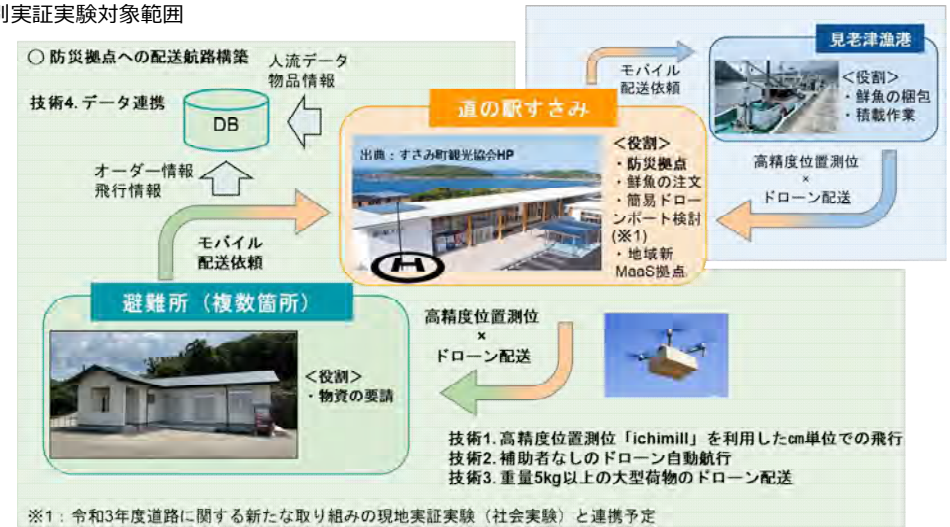 別実証実験対象範囲
〇 防災拠点への配送航路構築
人流データ
物品情報
技術4. データ連携
DB
オーダー情報
飛行情報
モバイル
配送依頼
道の駅すさみ
出典：すさみ町観光協会HP
H
＜役割＞
・防災拠点
・鮮魚の注文
・簡易ドロー
ンポート検討
(※1)
・地域新
MaaS拠点
モバイル
配送依頼
見老津漁港
＜役割＞
・鮮魚の梱包
・積載作業
高精度位置測位
×
ドローン配送
避難所（複数箇所）
＜役割＞
・物資の要請
高精度位置測位
×
ドローン配送
技術1. 高精度位置測位「ichimill」を利用した㎝単位での飛行
技術2. 補助者なしのドローン自動航行
技術3. 重量5kg以上の大型荷物のドローン配送
※1：令和3年度道路に関する新たな取り組みの現地実証実験（社会実験）と連携予定